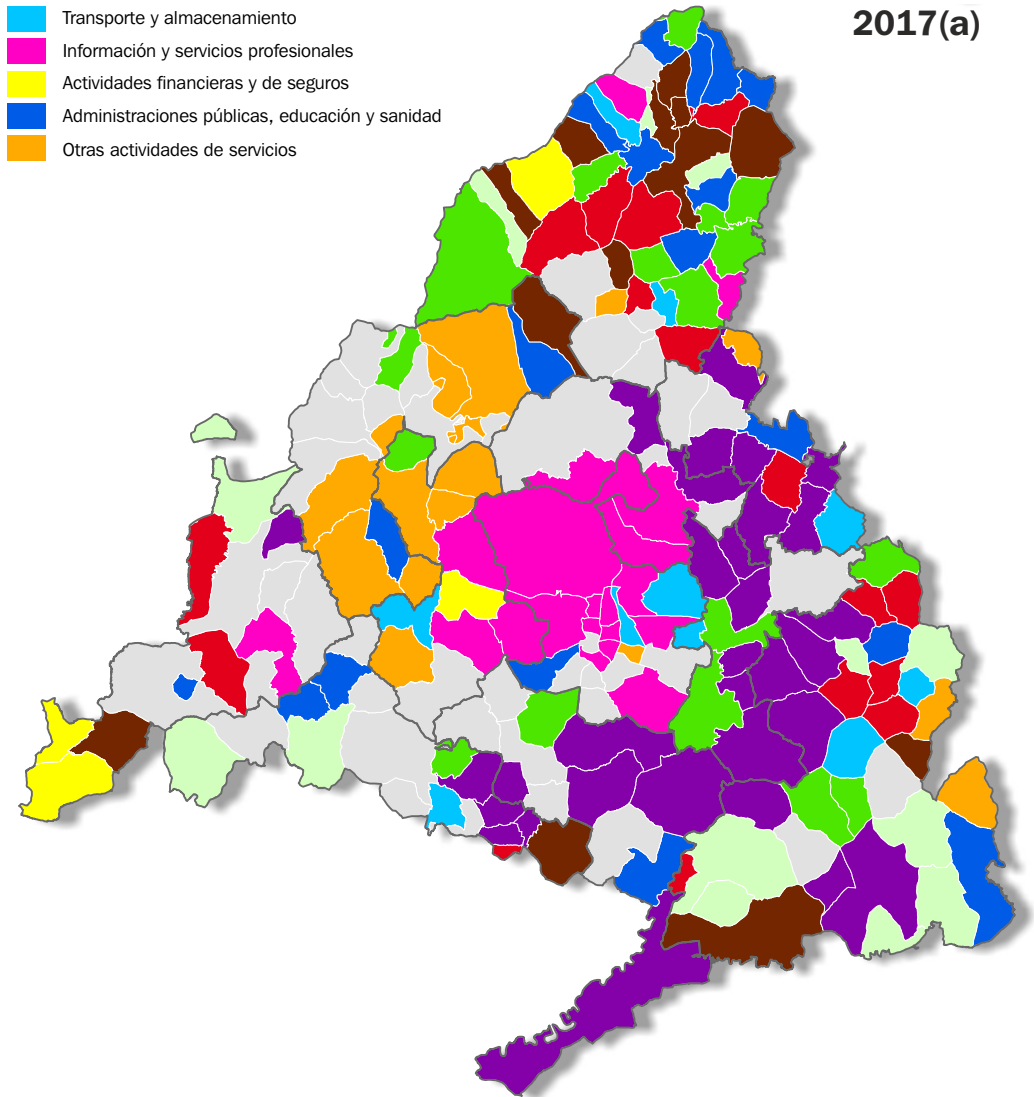 Transporte y almacenamiento
Información y servicios profesionales
Actividades financieras y de seguros
Administraciones públicas, educación y sanidad
Otras actividades de servicios
2017(a)